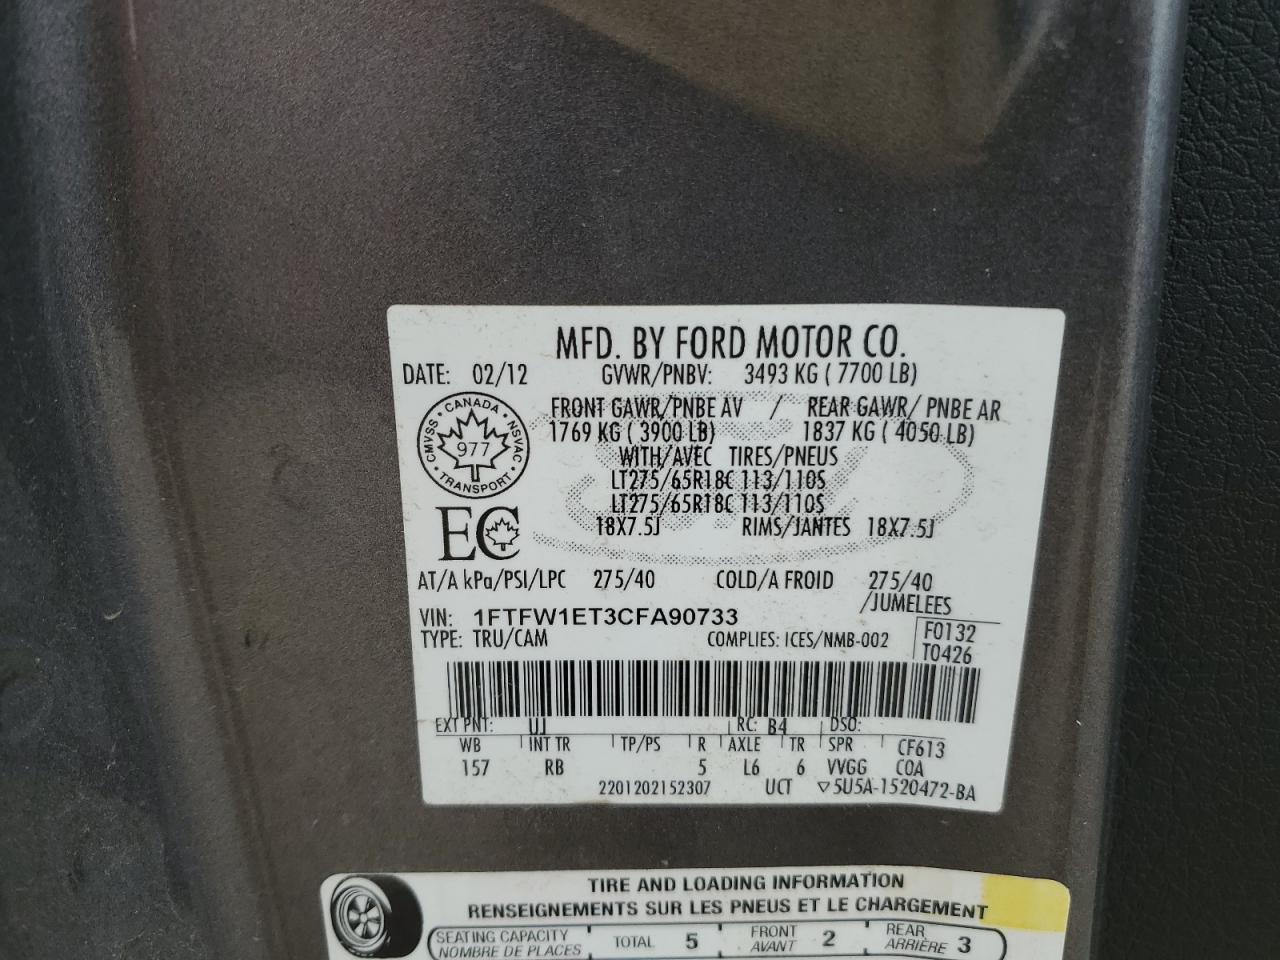 MFD. BY FORD MOTOR CO.
DATE: 02/12 GVWR/PNBV: 3493 KG ( 7700 LB)
FRONT GAWR/PNBE AV / REAR GAWR/ PNBE AR
1769 KG ( 3900 LB) 1837 KG ( 4050 LB)
WITH/AVEC TIRES/PNEUS
LT275/65R18C 113/110S
LT275/65R18C 113/110S
18X7.5J RIMS/JANTES 18X7.5J
CANADA • NSVAC • TRANSPORT • CMVSS •
977
EC
AT/A kPa/PSI/LPC 275/40 COLD/A FROID 275/40
/JUMELEES
VIN: 1FTFW1ET3CFA90733
TYPE: TRU/CAM COMPLIES: ICES/NMB-002
F0132
T0426
EXT PNT: UJ RC: B4 DSO:
WB INT TR TP/PS R AXLE TR SPR CF613
157 RB 5 L6 6 VVGG COA
2201202152307 UCT ▽5U5A-1520472-BA
TIRE AND LOADING INFORMATION
RENSEIGNEMENTS SUR LES PNEUS ET LE CHARGEMENT
SEATING CAPACITY
NOMBRE DE PLACES
TOTAL 5
FRONT
AVANT 2
REAR
ARRIÈRE 3